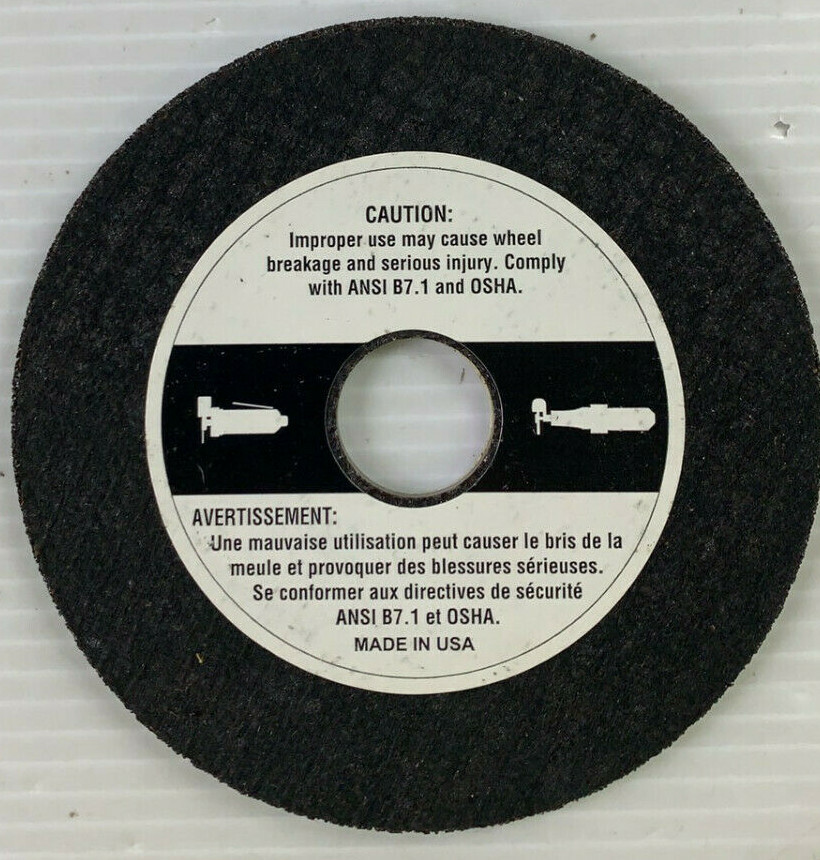 CAUTION:
Improper use may cause wheel
breakage and serious injury. Comply
with ANSI B7.1 and OSHA.
AVERTISSEMENT:
Une mauvaise utilisation peut causer le bris de la
meule et provoquer des blessures sérieuses.
Se conformer aux directives de sécurité
ANSI B7.1 et OSHA.
MADE IN USA